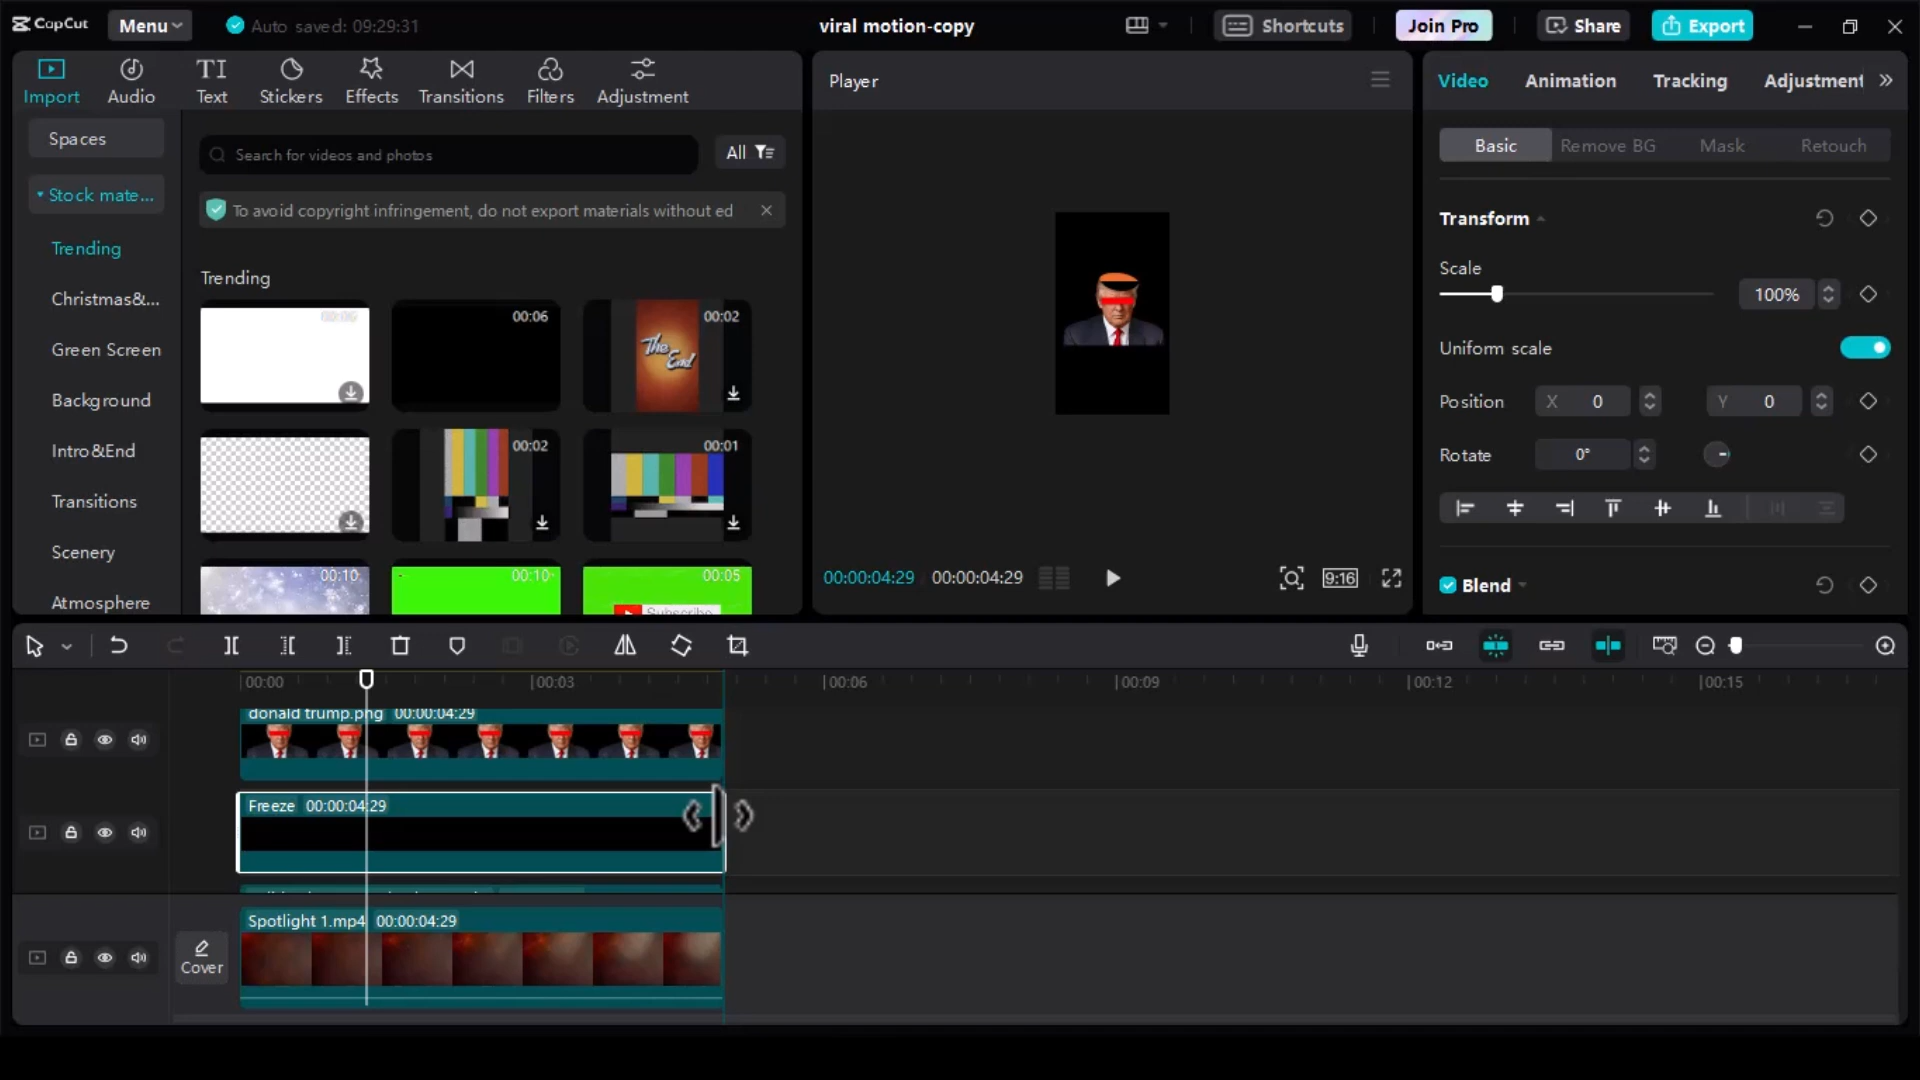 CapCut
Menu
Auto saved: 09:29:31
viral motion-copy
Shortcuts
Join Pro
Share
Export
Import
Audio
TI
Text
Stickers
Effects
Transitions
Filters
Adjustment
Player
Video
Animation
Tracking
Adjustment
Spaces
Stock mate...
Trending
Christmas&...
Green Screen
Background
Intro&End
Transitions
Scenery
Atmosphere
Search for videos and photos
All
To avoid copyright infringement, do not export materials without ed
Trending
00:06
00:02
The End
00:02
00:01
00:10
00:10
00:05
Subscribe
00:00:04:29
00:00:04:29
9:16
Basic
Remove BG
Mask
Retouch
Transform
Scale
100%
Uniform scale
Position
X 0
Y 0
Rotate
0°
Blend
00:00
00:03
00:06
00:09
00:12
00:15
donald trump.png 00:00:04:29
Freeze 00:00:04:29
Spotlight 1.mp4 00:00:04:29
Cover